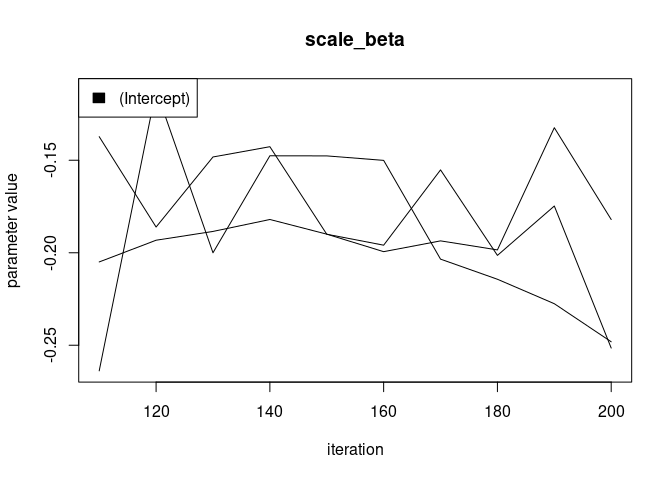 scale_beta
(Intercept)
parameter value
-0.15
-0.20
-0.25
120 140 160 180 200
iteration